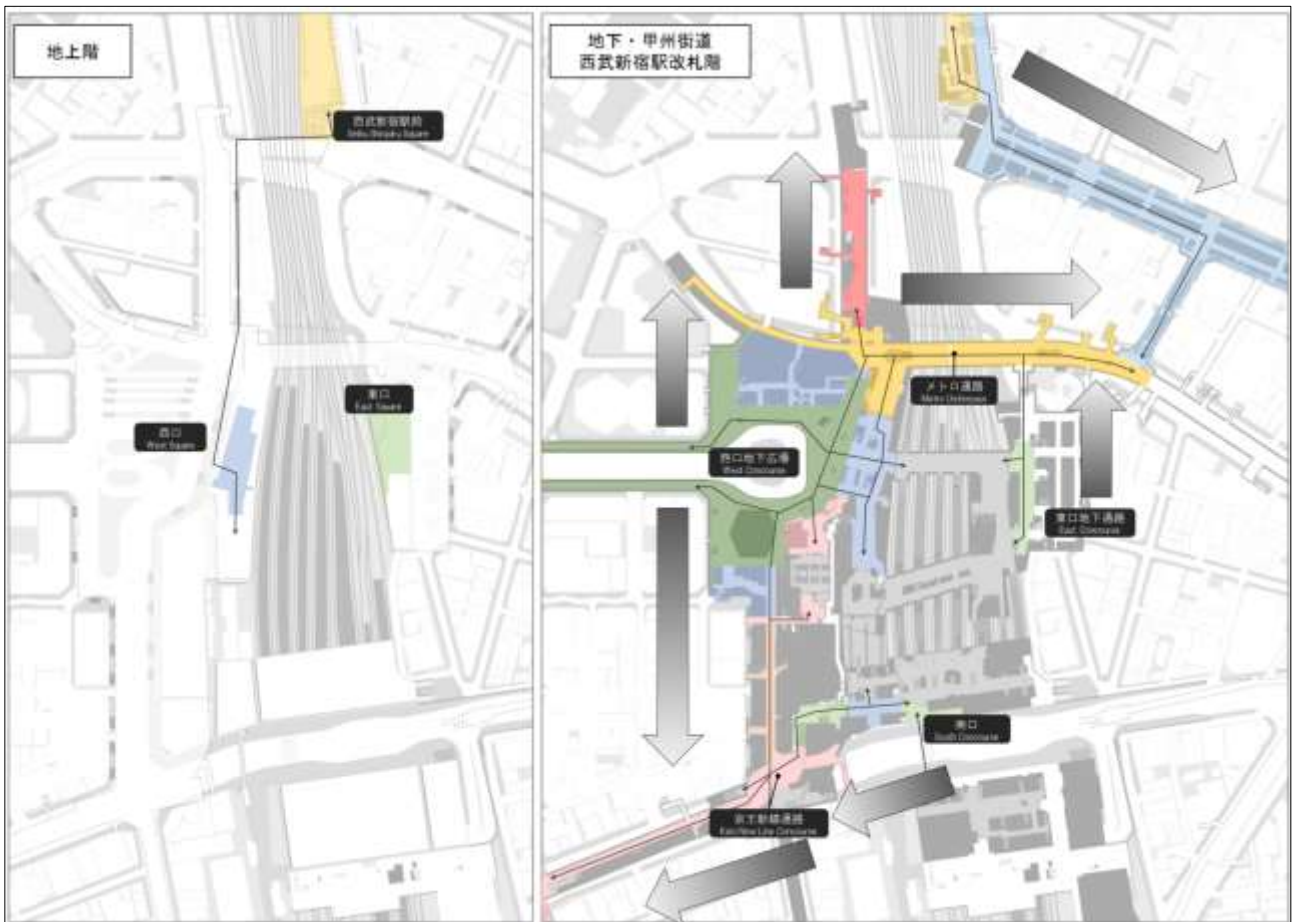 地上階
西武新宿駅前
Seibu Shinjuku Square
東口
East Square
西口
West Square
地下・甲州街道
西武新宿駅改札階
メトロ通路
Metro Concourse
西口地下広場
West Concourse
東口地下通路
East Concourse
南口
South Concourse
京王新線通路
Keio New Line Concourse